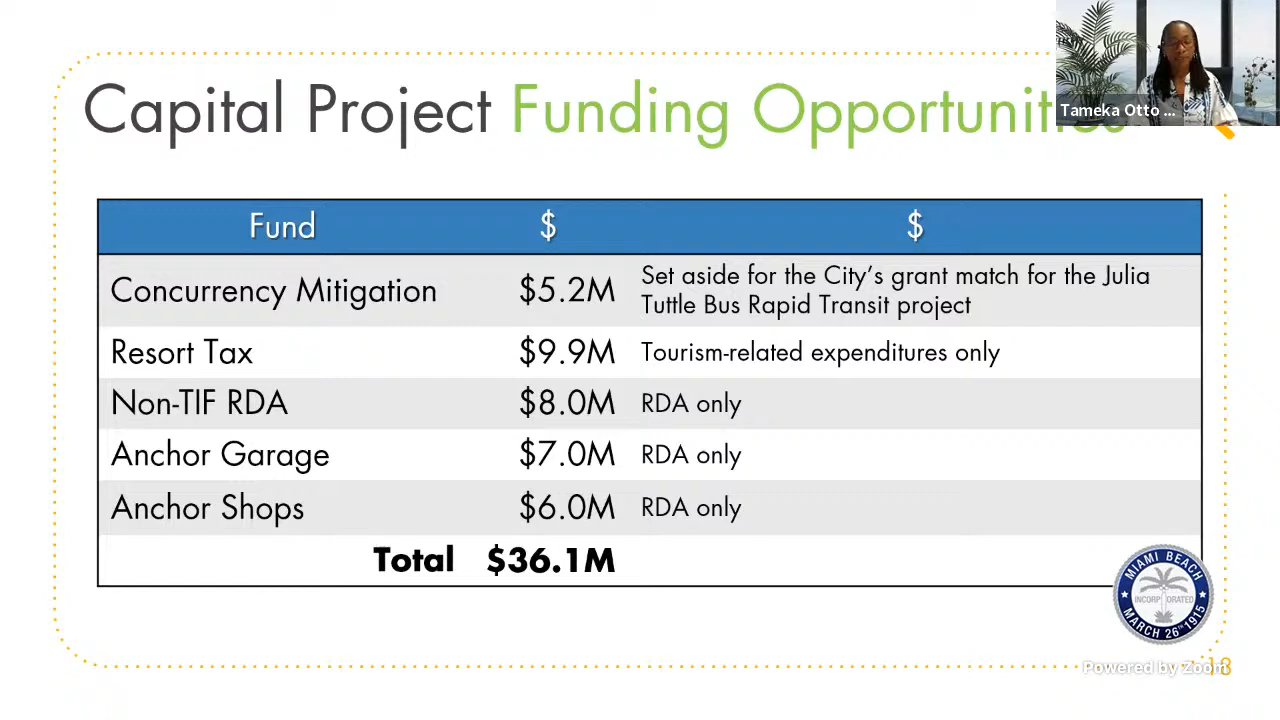 Capital Project Funding Opportunities
Tameka Otto ...
Fund $ $
Concurrency Mitigation $5.2M Set aside for the City's grant match for the Julia
Tuttle Bus Rapid Transit project
Resort Tax $9.9M Tourism-related expenditures only
Non-TIF RDA $8.0M RDA only
Anchor Garage $7.0M RDA only
Anchor Shops $6.0M RDA only
Total $36.1M
MIAMI BEACH
INCORPORATED
MARCH 26TH 1915
Powered by Zoom